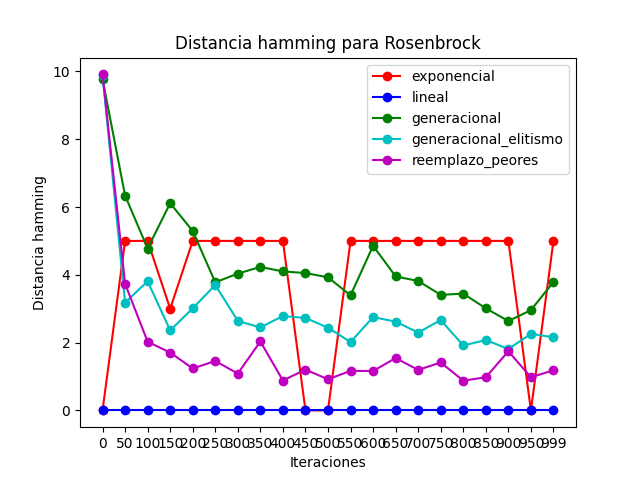 Distancia hamming para Rosenbrock
exponencial
lineal
generacional
generacional_elitismo
reemplazo_peores
Distancia hamming
10
8
6
4
2
0
0 50 100 150 200 250 300 350 400 450 500 550 600 650 700 750 800 850 900 950 999
Iteraciones